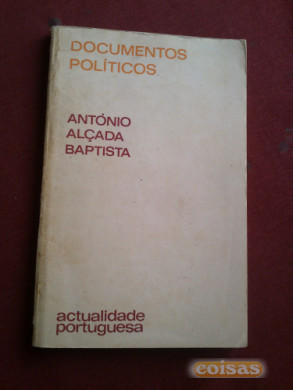 DOCUMENTOS
POLÍTICOS
ANTÓNIO
ALÇADA
BAPTISTA
actualidade
portuguesa
coisas